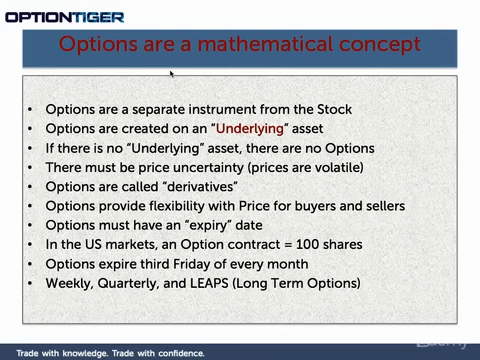 OPTIONTIGER
Options are a mathematical concept
• Options are a separate instrument from the Stock
• Options are created on an “Underlying” asset
• If there is no “Underlying” asset, there are no Options
• There must be price uncertainty (prices are volatile)
• Options are called “derivatives”
• Options provide flexibility with Price for buyers and sellers
• Options must have an “expiry” date
• In the US markets, an Option contract = 100 shares
• Options expire third Friday of every month
• Weekly, Quarterly, and LEAPS (Long Term Options)
Trade with knowledge. Trade with confidence.